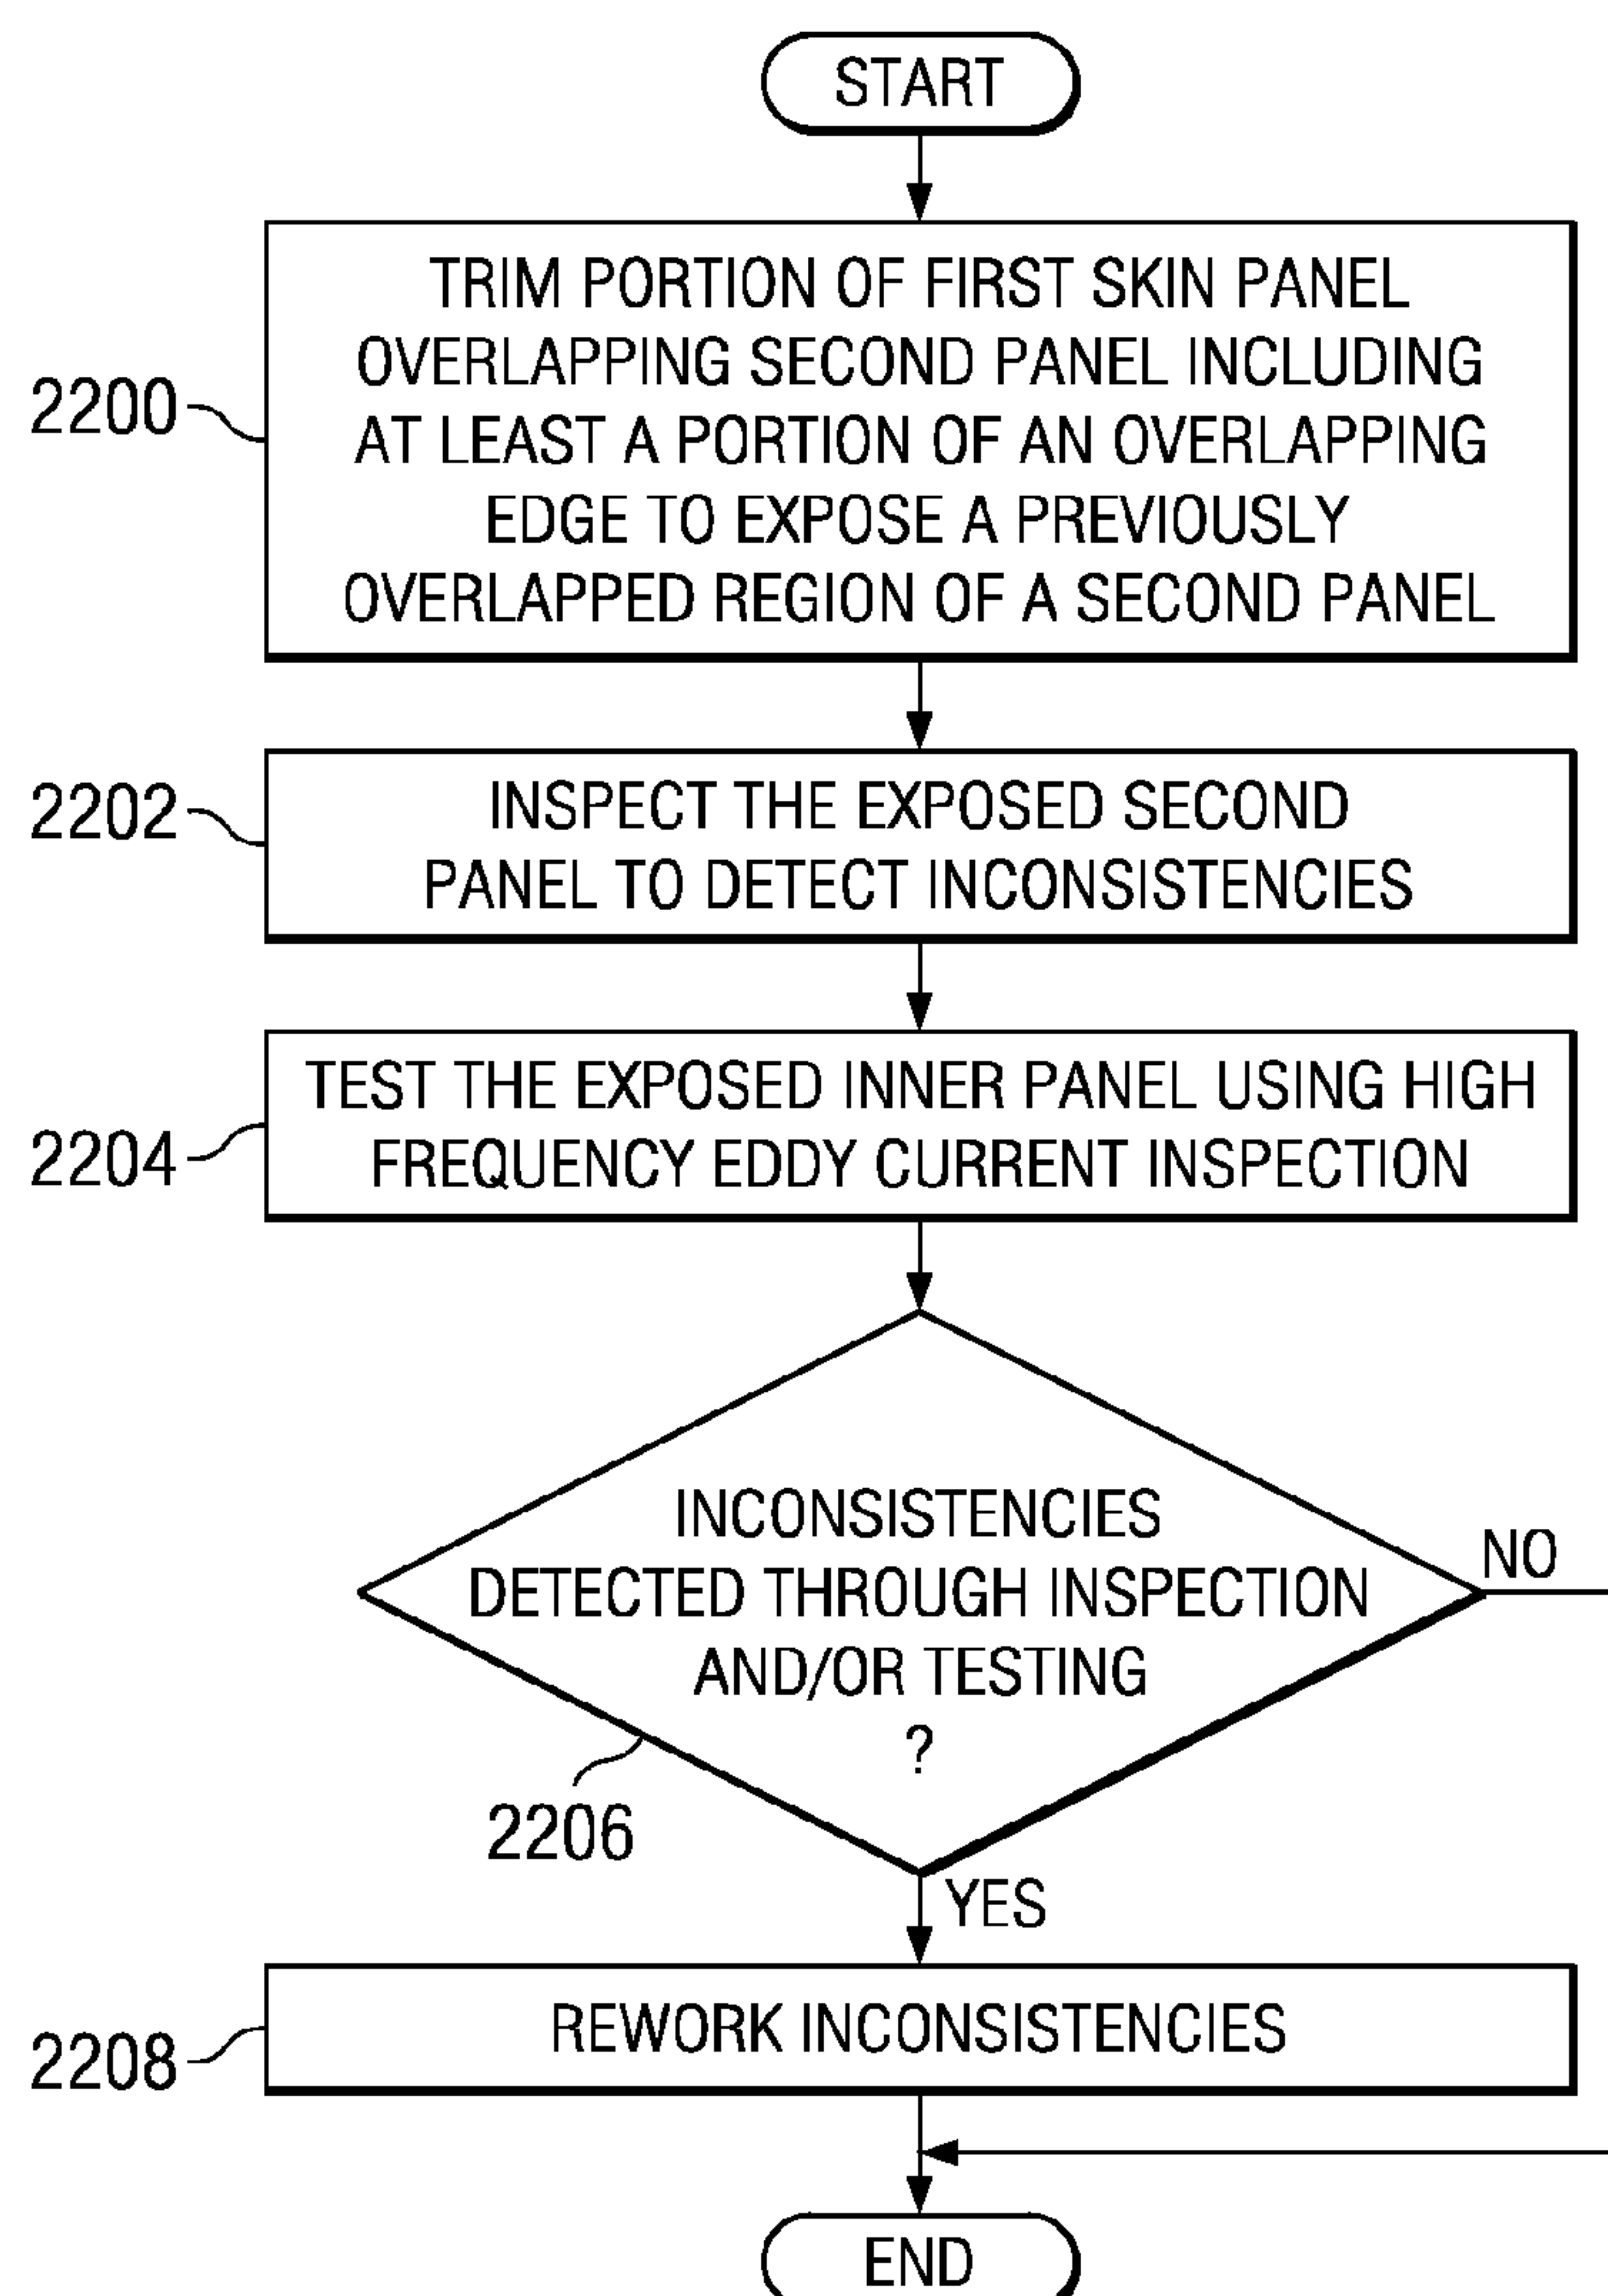 START
TRIM PORTION OF FIRST SKIN PANEL
OVERLAPPING SECOND PANEL INCLUDING
AT LEAST A PORTION OF AN OVERLAPPING
EDGE TO EXPOSE A PREVIOUSLY
OVERLAPPED REGION OF A SECOND PANEL
2200
INSPECT THE EXPOSED SECOND
PANEL TO DETECT INCONSISTENCIES
2202
TEST THE EXPOSED INNER PANEL USING HIGH
FREQUENCY EDDY CURRENT INSPECTION
2204
INCONSISTENCIES
DETECTED THROUGH INSPECTION
AND/OR TESTING
?
NO
2206
YES
REWORK INCONSISTENCIES
2208
END